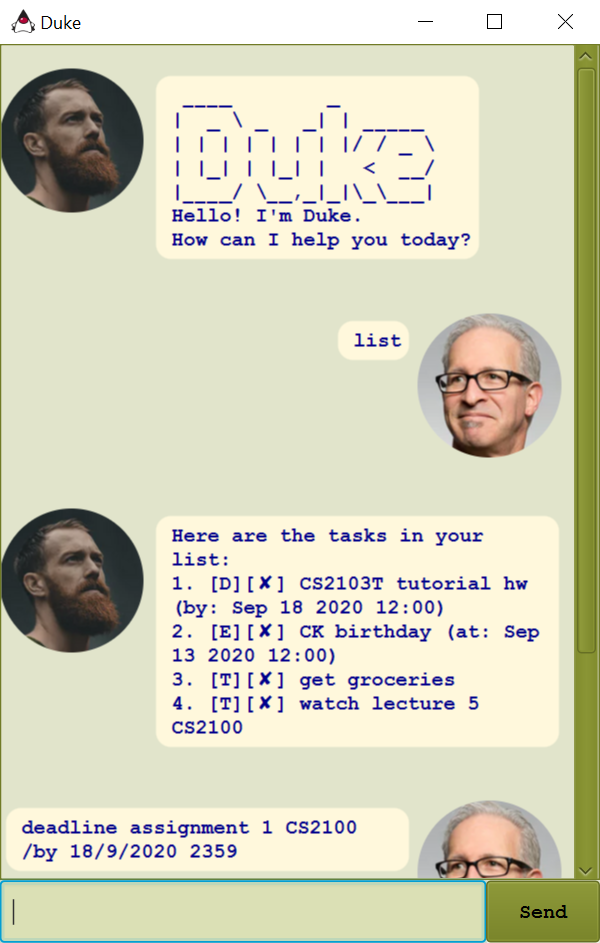 Duke
 ____        _
|  _ \ _   _| | _____
| | | | | | | |/ / _ \
| |_| | |_| |   <  __/
|____/ \__,_|_|\_\___|
Hello! I'm Duke.
How can I help you today?
list
Here are the tasks in your
list:
1. [D][✘] CS2103T tutorial hw
(by: Sep 18 2020 12:00)
2. [E][✘] CK birthday (at: Sep
13 2020 12:00)
3. [T][✘] get groceries
4. [T][✘] watch lecture 5
CS2100
deadline assignment 1 CS2100
/by 18/9/2020 2359
Send